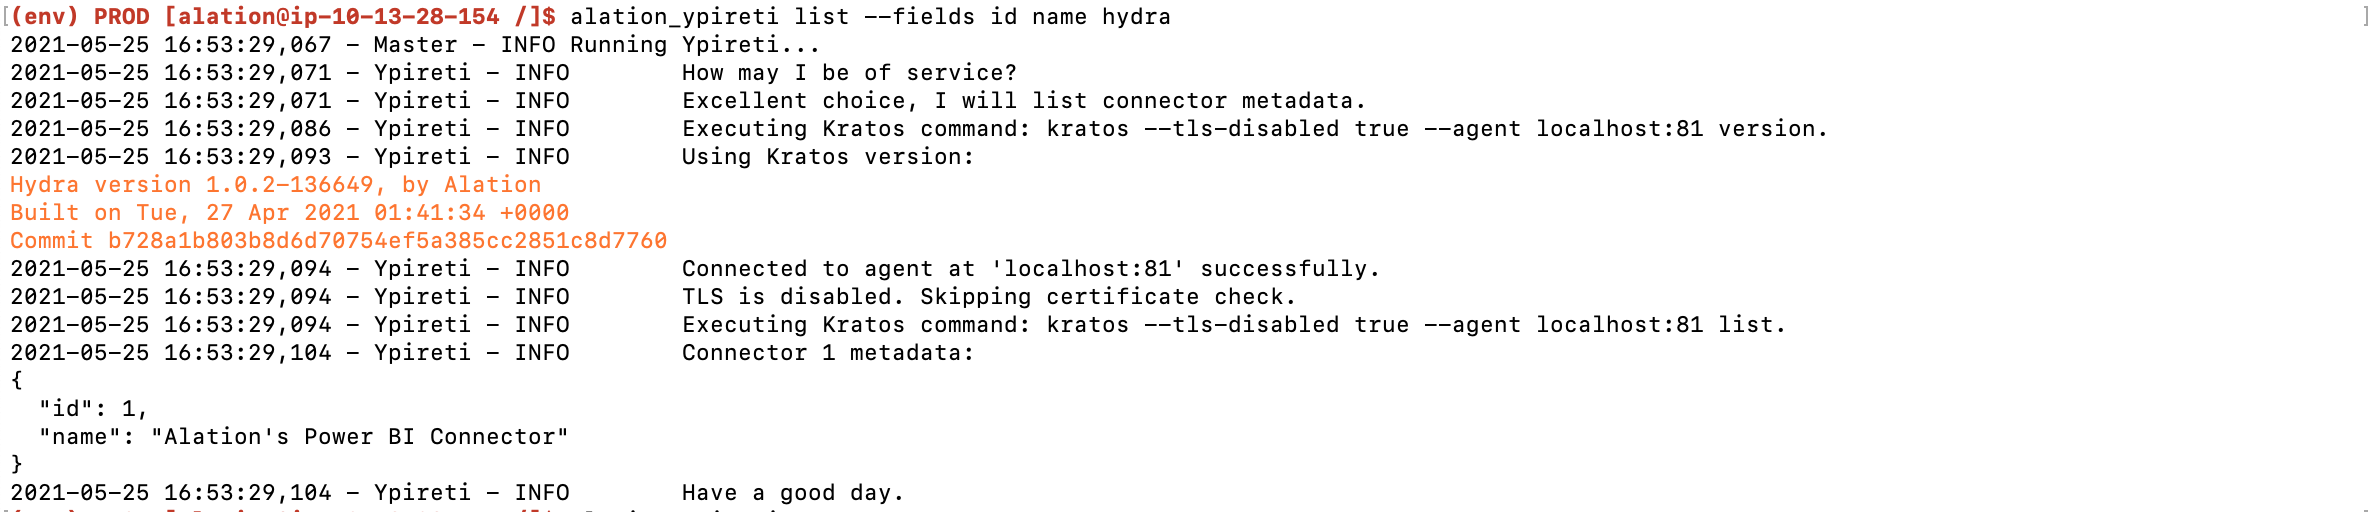 (env) PROD [alation@ip-10-13-28-154 /]$ alation_ypireti list --fields id name hydra
2021-05-25 16:53:29,067 - Master - INFO Running Ypireti...
2021-05-25 16:53:29,071 - Ypireti - INFO        How may I be of service?
2021-05-25 16:53:29,071 - Ypireti - INFO        Excellent choice, I will list connector metadata.
2021-05-25 16:53:29,086 - Ypireti - INFO        Executing Kratos command: kratos --tls-disabled true --agent localhost:81 version.
2021-05-25 16:53:29,093 - Ypireti - INFO        Using Kratos version:
Hydra version 1.0.2-136649, by Alation
Built on Tue, 27 Apr 2021 01:41:34 +0000
Commit b728a1b803b8d6d70754ef5a385cc2851c8d7760
2021-05-25 16:53:29,094 - Ypireti - INFO        Connected to agent at 'localhost:81' successfully.
2021-05-25 16:53:29,094 - Ypireti - INFO        TLS is disabled. Skipping certificate check.
2021-05-25 16:53:29,094 - Ypireti - INFO        Executing Kratos command: kratos --tls-disabled true --agent localhost:81 list.
2021-05-25 16:53:29,104 - Ypireti - INFO        Connector 1 metadata:
{
  "id": 1,
  "name": "Alation's Power BI Connector"
}
2021-05-25 16:53:29,104 - Ypireti - INFO        Have a good day.